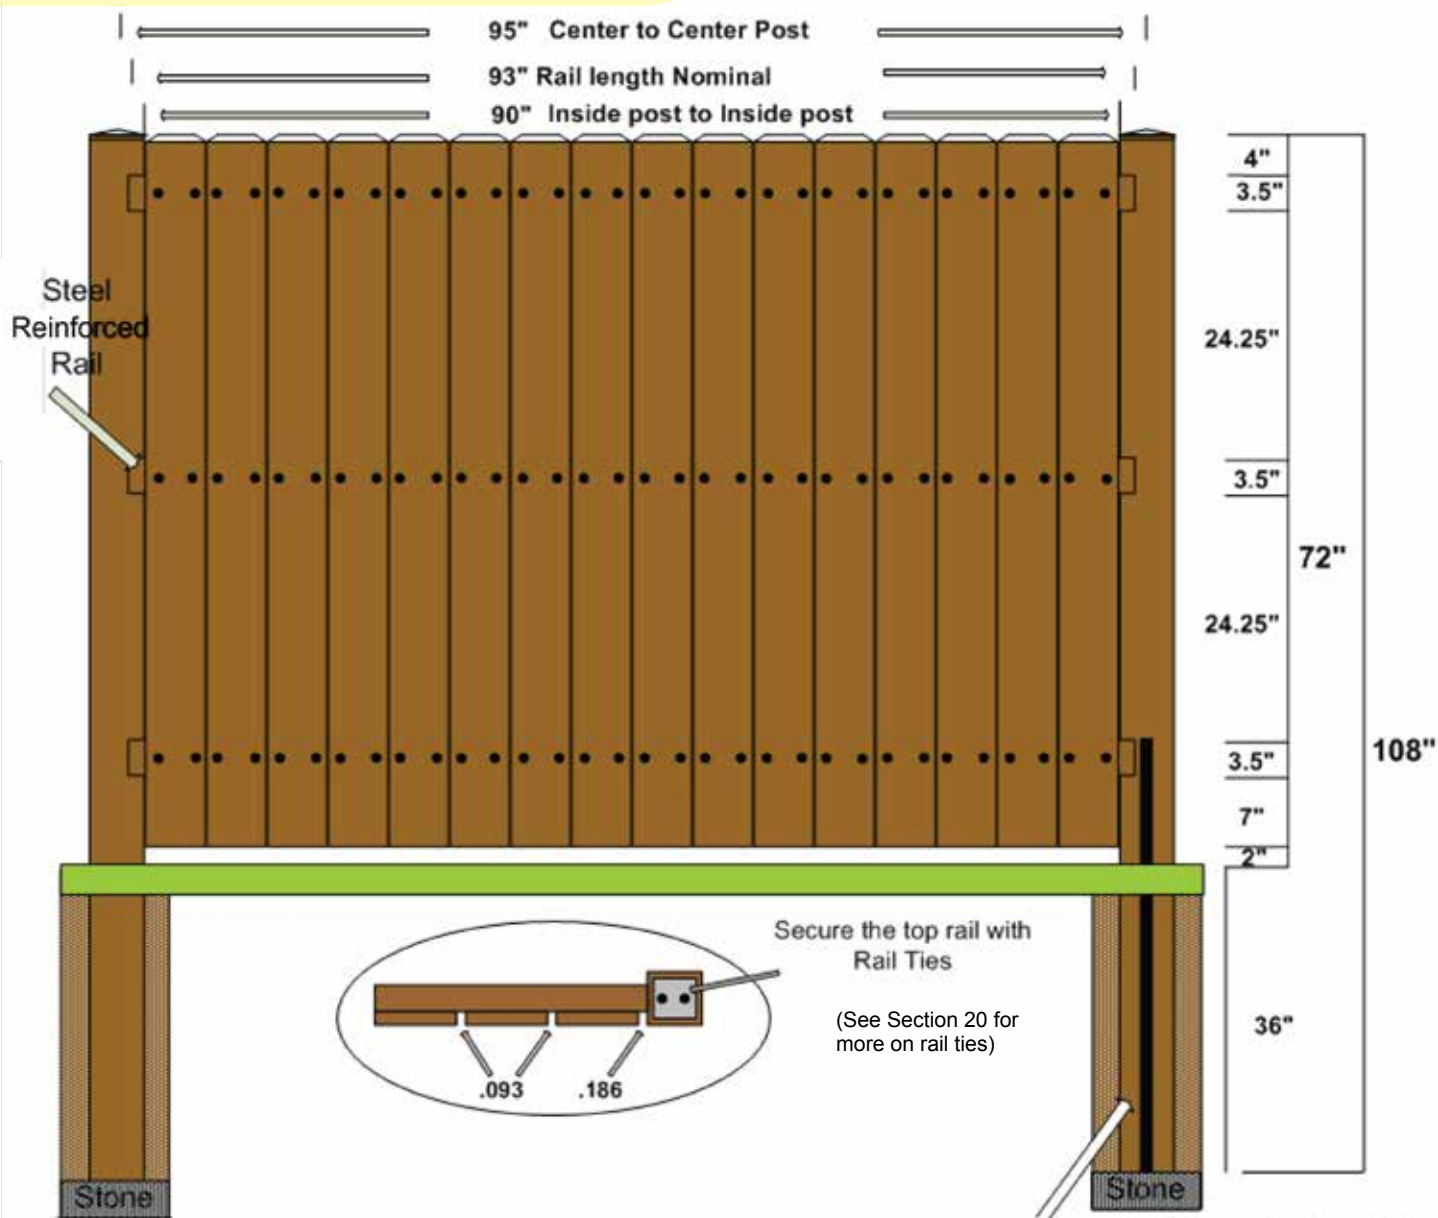 95" Center to Center Post
93" Rail length Nominal
90" Inside post to Inside post
4"
3.5"
Steel
Reinforced
Rail
24.25"
3.5"
72"
24.25"
108"
3.5"
7"
2"
Secure the top rail with
Rail Ties
(See Section 20 for
more on rail ties)
36"
.093 .186
Stone
Stone